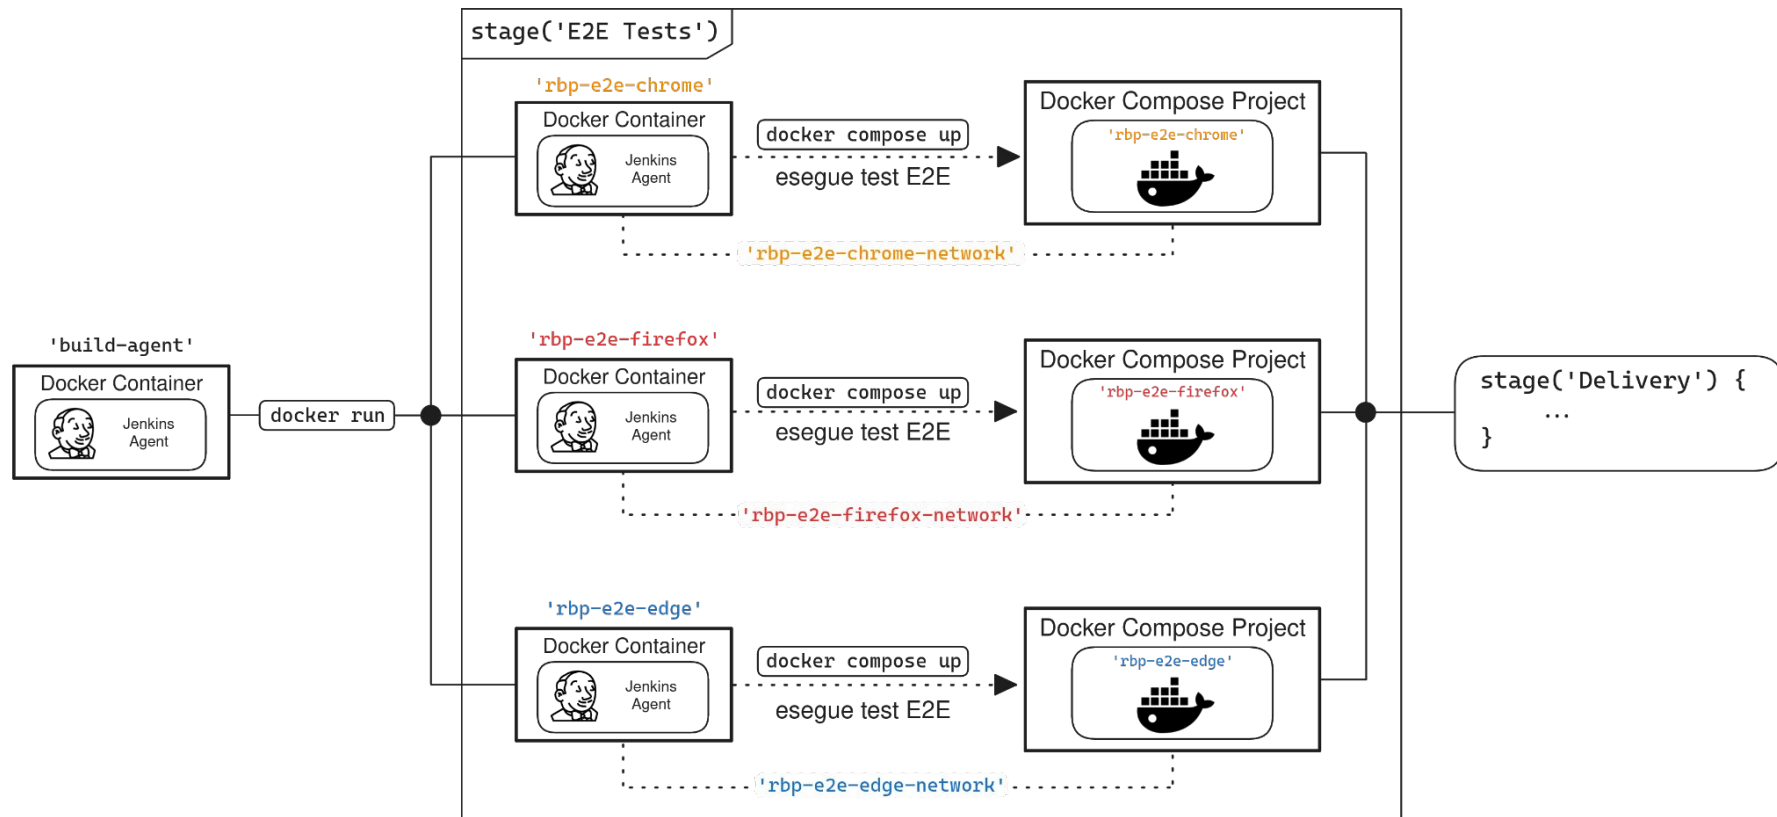 stage('E2E Tests')
'rbp-e2e-chrome'
Docker Container
Jenkins
Agent
docker compose up
esegue test E2E
Docker Compose Project
'rbp-e2e-chrome'
'rbp-e2e-chrome-network'
'build-agent'
Docker Container
Jenkins
Agent
docker run
'rbp-e2e-firefox'
Docker Container
Jenkins
Agent
docker compose up
esegue test E2E
Docker Compose Project
'rbp-e2e-firefox'
'rbp-e2e-firefox-network'
'rbp-e2e-edge'
Docker Container
Jenkins
Agent
docker compose up
esegue test E2E
Docker Compose Project
'rbp-e2e-edge'
'rbp-e2e-edge-network'
stage('Delivery') {
...
}